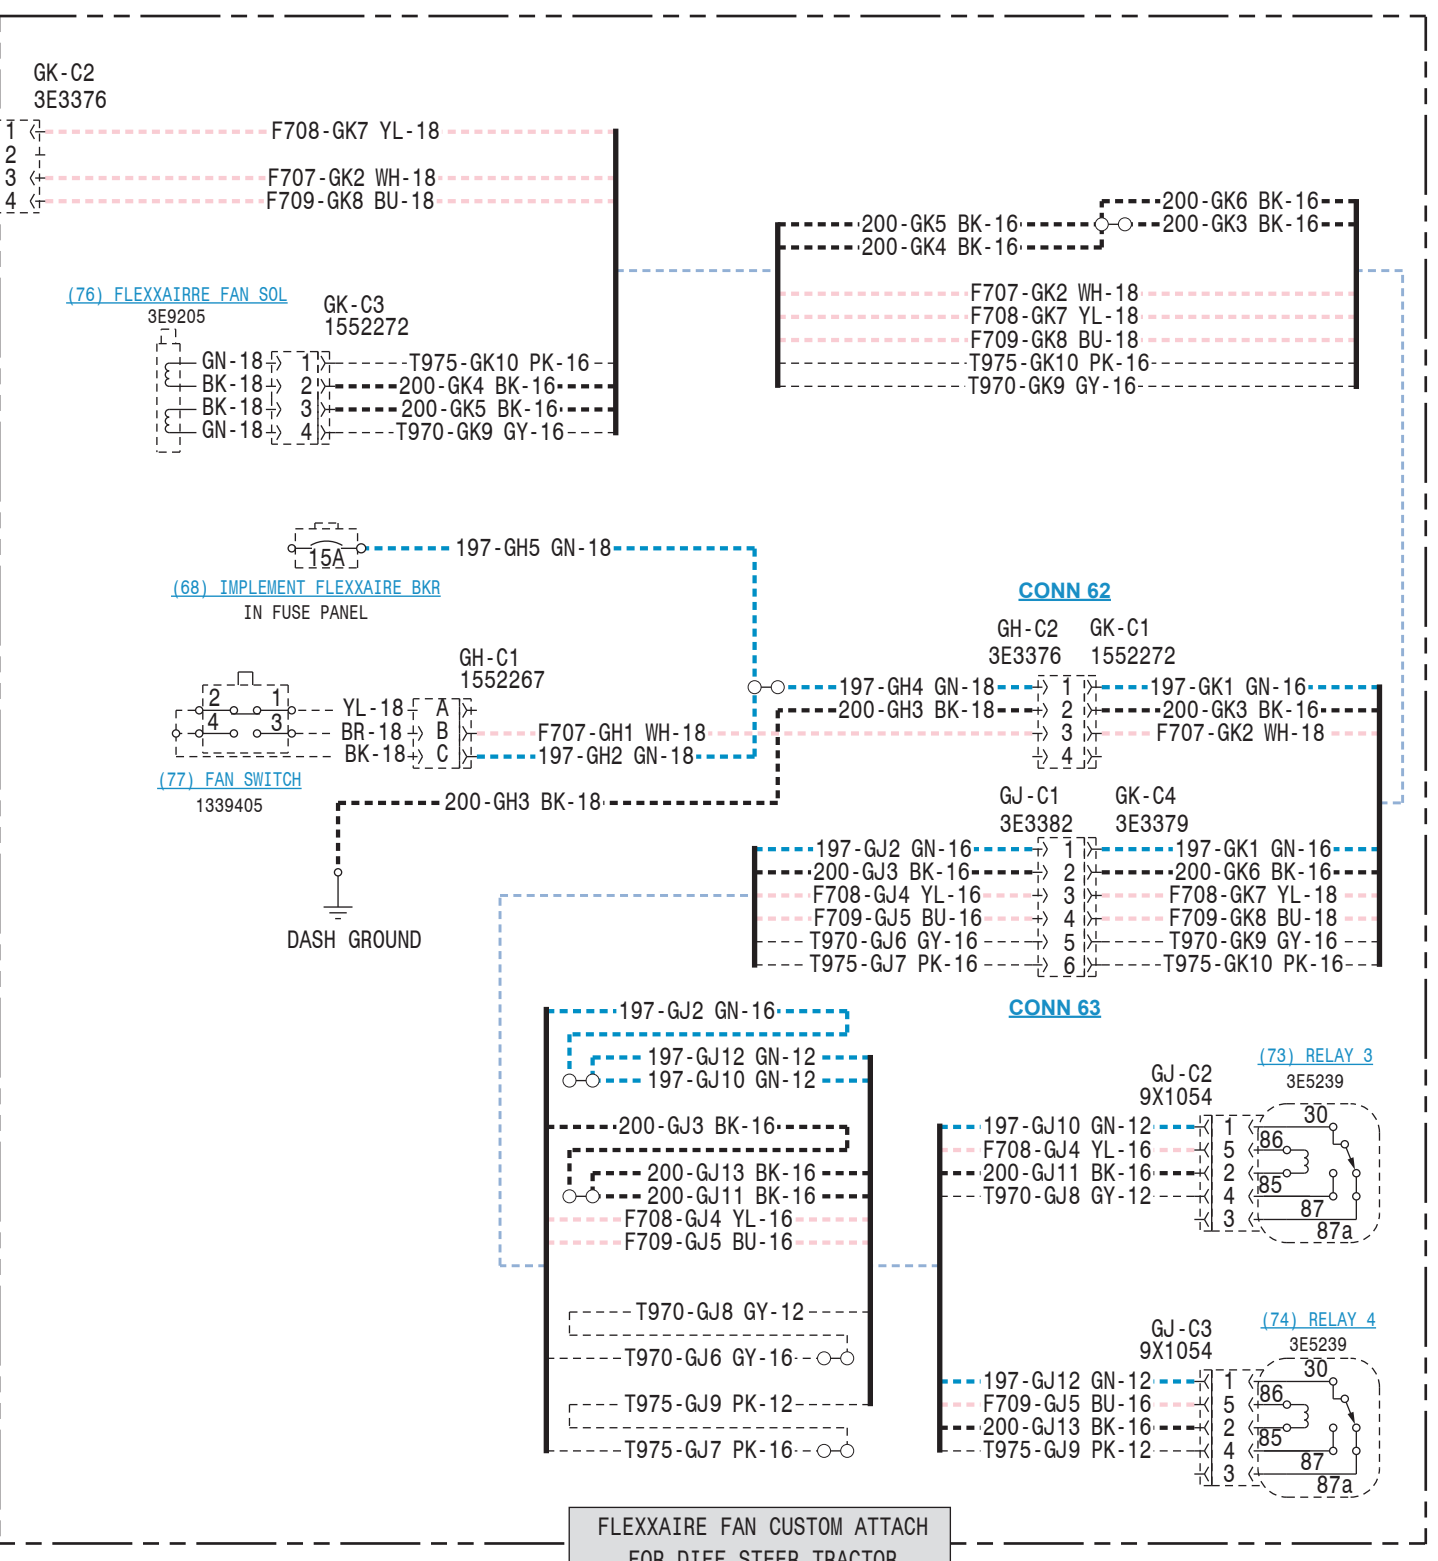 GK-C2
3E3376
1 F708-GK7 YL-18
2
3 F707-GK2 WH-18
4 F709-GK8 BU-18
200-GK6 BK-16
200-GK5 BK-16 200-GK3 BK-16
200-GK4 BK-16
F707-GK2 WH-18
F708-GK7 YL-18
F709-GK8 BU-18
T975-GK10 PK-16
T970-GK9 GY-16
(76) FLEXXAIRRE FAN SOL
3E9205
GK-C3
1552272
GN-18 1 T975-GK10 PK-16
BK-18 2 200-GK4 BK-16
BK-18 3 200-GK5 BK-16
GN-18 4 T970-GK9 GY-16
15A 197-GH5 GN-18
(68) IMPLEMENT FLEXXAIRE BKR
IN FUSE PANEL
GH-C1
1552267
2 1 YL-18 A
4 3 BR-18 B F707-GH1 WH-18
BK-18 C 197-GH2 GN-18
(77) FAN SWITCH
1339405
200-GH3 BK-18
DASH GROUND
CONN 62
GH-C2 GK-C1
3E3376 1552272
197-GH4 GN-18 1 197-GK1 GN-16
200-GH3 BK-18 2 200-GK3 BK-16
3 F707-GK2 WH-18
4
GJ-C1 GK-C4
3E3382 3E3379
197-GJ2 GN-16 1 197-GK1 GN-16
200-GJ3 BK-16 2 200-GK6 BK-16
F708-GJ4 YL-16 3 F708-GK7 YL-18
F709-GJ5 BU-16 4 F709-GK8 BU-18
T970-GJ6 GY-16 5 T970-GK9 GY-16
T975-GJ7 PK-16 6 T975-GK10 PK-16
CONN 63
197-GJ2 GN-16
197-GJ12 GN-12
197-GJ10 GN-12
200-GJ3 BK-16
200-GJ13 BK-16
200-GJ11 BK-16
F708-GJ4 YL-16
F709-GJ5 BU-16
T970-GJ8 GY-12
T970-GJ6 GY-16
T975-GJ9 PK-12
T975-GJ7 PK-16
(73) RELAY 3
3E5239
GJ-C2
9X1054
197-GJ10 GN-12 1 30
F708-GJ4 YL-16 5 86
200-GJ11 BK-16 2 85
T970-GJ8 GY-12 4 87
3 87a
(74) RELAY 4
3E5239
GJ-C3
9X1054
197-GJ12 GN-12 1 30
F709-GJ5 BU-16 5 86
200-GJ13 BK-16 2 85
T975-GJ9 PK-12 4 87
3 87a
FLEXXAIRE FAN CUSTOM ATTACH
FOR DIFF STEER TRACTOR